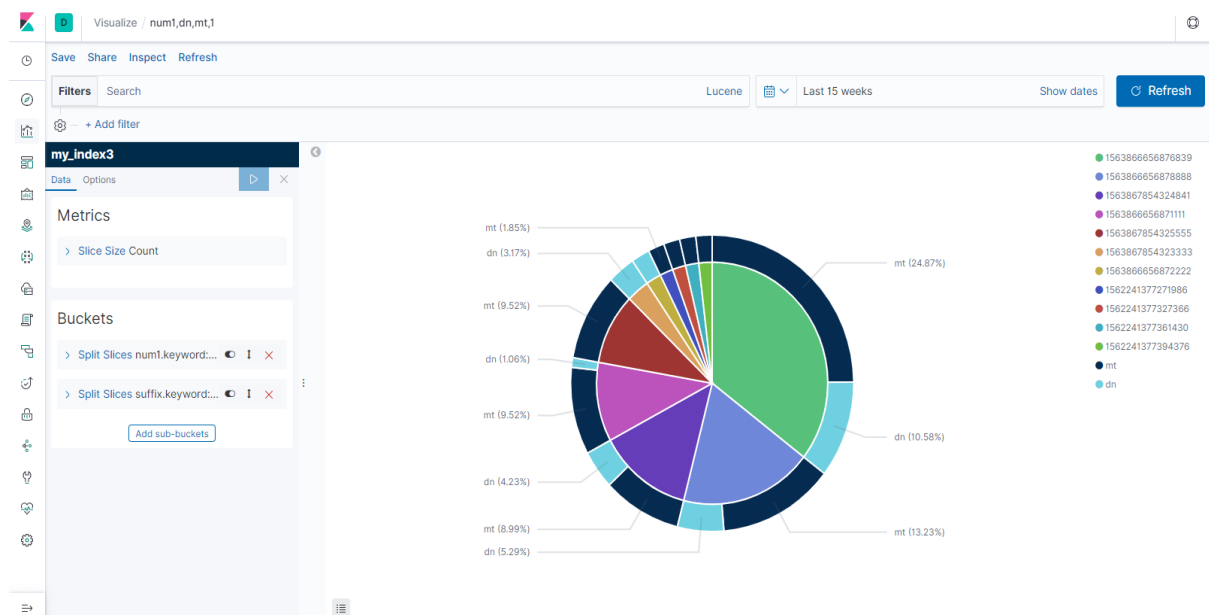 D Visualize / num1,dn,mt,1
Save Share Inspect Refresh
Filters Search Lucene Last 15 weeks Show dates Refresh
+ Add filter
my_index3
Data Options
Metrics
> Slice Size Count
Buckets
> Split Slices num1.keyword:...
> Split Slices suffix.keyword:...
Add sub-buckets
mt (1.85%)
dn (3.17%)
mt (9.52%)
dn (1.06%)
mt (9.52%)
dn (4.23%)
mt (8.99%)
dn (5.29%)
mt (24.87%)
dn (10.58%)
mt (13.23%)
1563866656876839
1563866656878888
1563867854324841
1563866656871111
1563867854325555
1563867854323333
1563866656872222
1562241377271986
1562241377327366
1562241377361430
1562241377394376
mt
dn